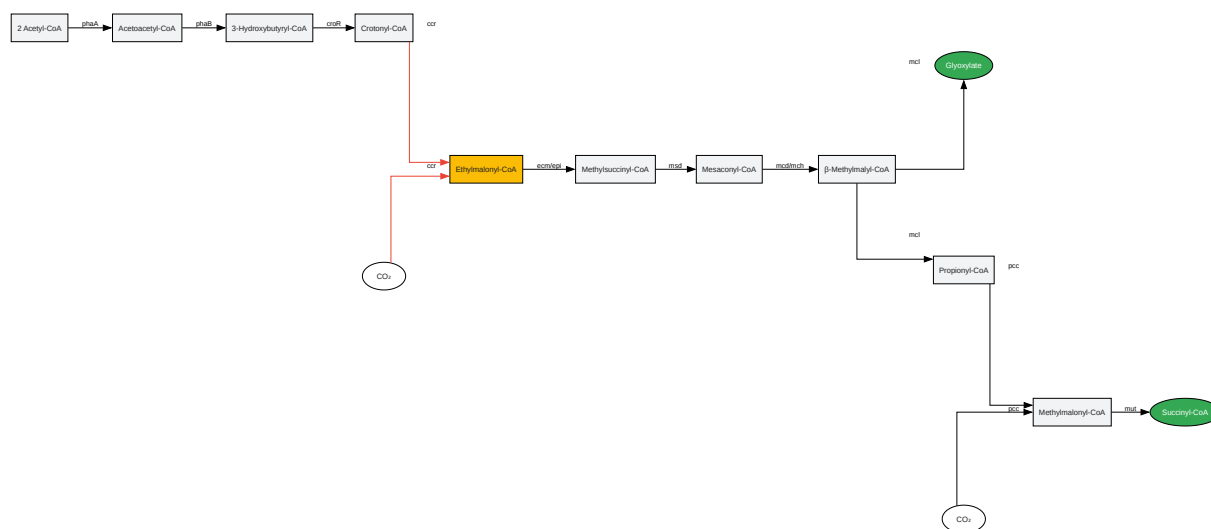 2 Acetyl-CoA phaA Acetoacetyl-CoA phaB 3-Hydroxybutyryl-CoA croR Crotonyl-CoA ccr
mcl Glyoxylate
ccr Ethylmalonyl-CoA ecm/epi Methylsuccinyl-CoA msd Mesaconyl-CoA mcd/mch β-Methylmalyl-CoA
mcl
CO₂ Propionyl-CoA pcc
pcc Methylmalonyl-CoA mut Succinyl-CoA
CO₂